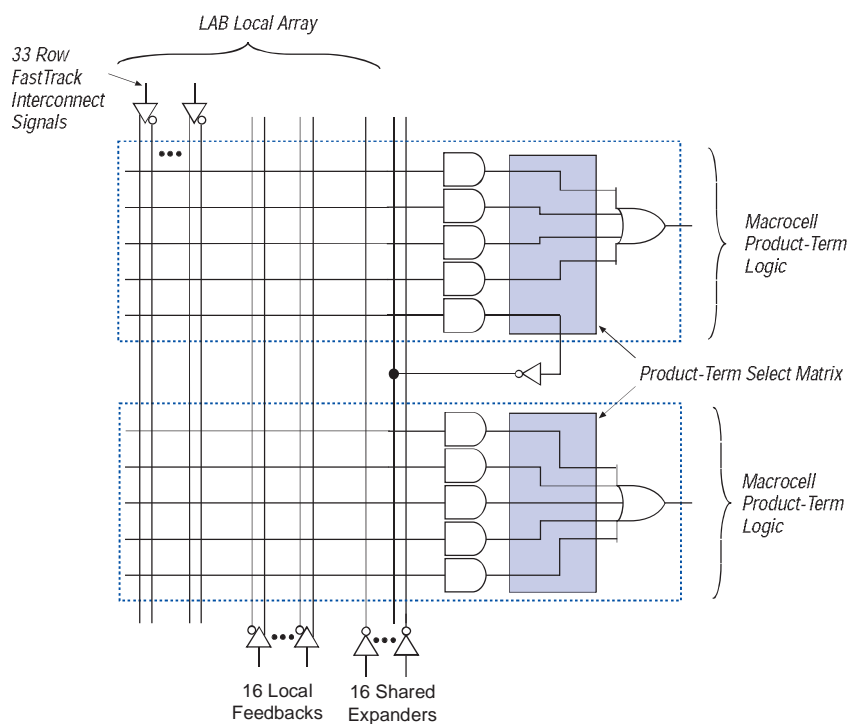 LAB Local Array
33 Row
FastTrack
Interconnect
Signals
Macrocell
Product-Term
Logic
Product-Term Select Matrix
Macrocell
Product-Term
Logic
16 Local
Feedbacks
16 Shared
Expanders